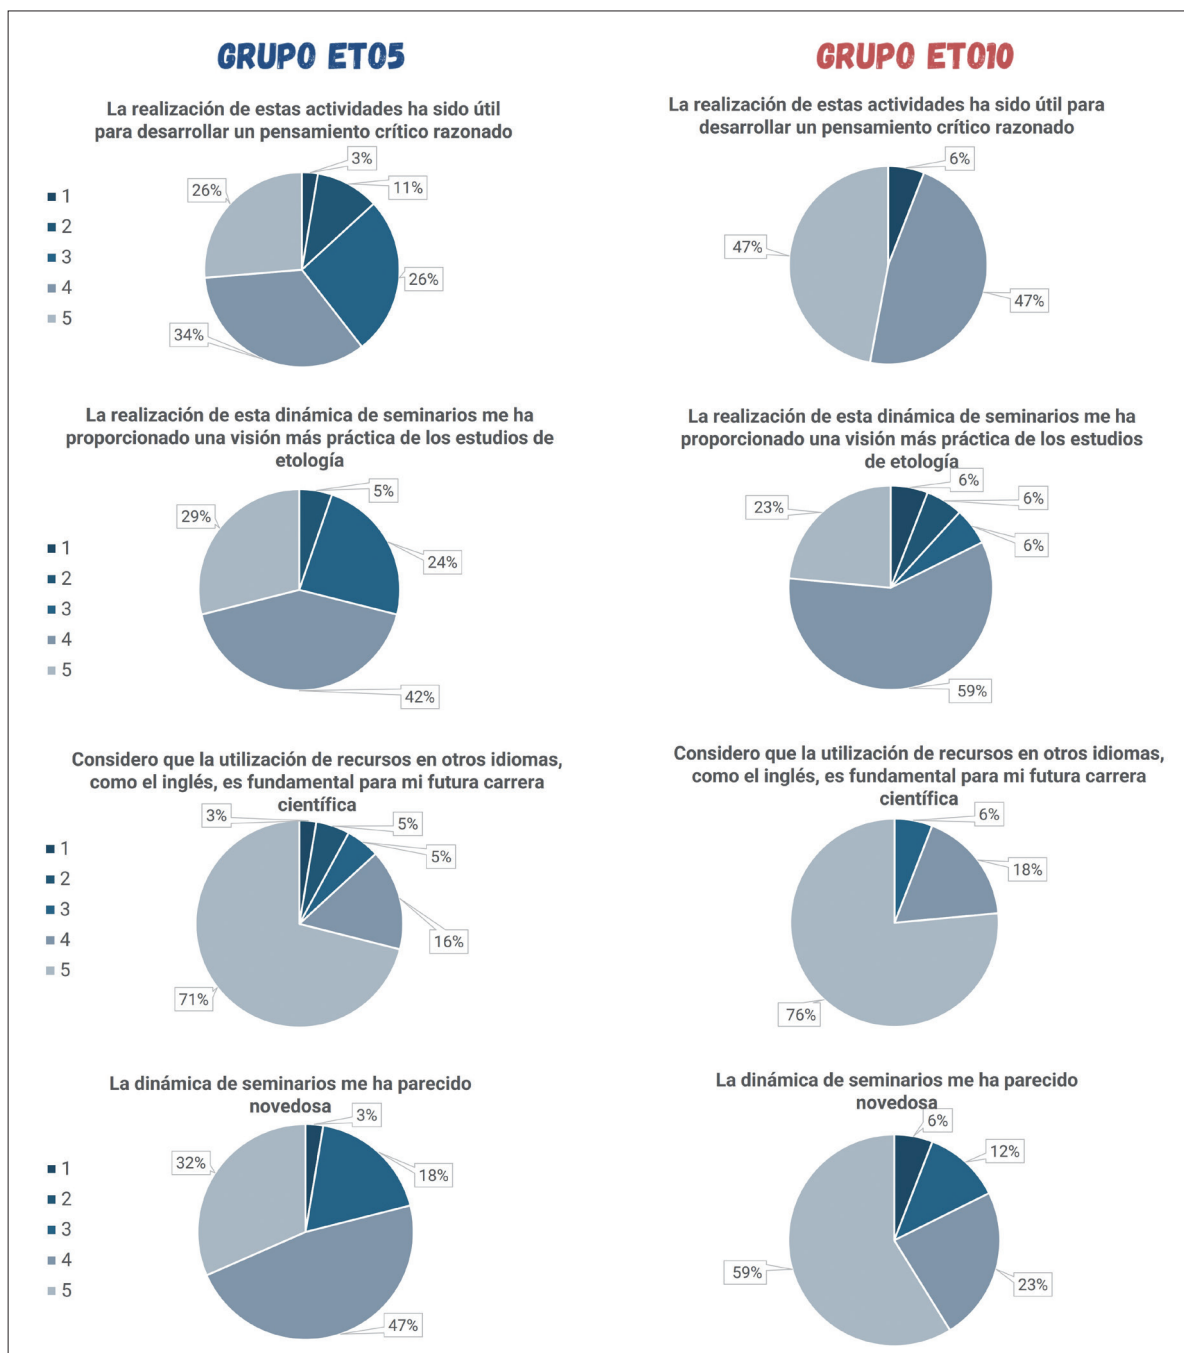 GRUPO ET05
GRUPO ET010
La realización de estas actividades ha sido útil
para desarrollar un pensamiento crítico razonado
3%
11%
26%
34%
26%
1
2
3
4
5
La realización de estas actividades ha sido útil para
desarrollar un pensamiento crítico razonado
6%
47%
47%
La realización de esta dinámica de seminarios me ha
proporcionado una visión más práctica de los estudios de
etología
5%
24%
42%
29%
1
2
3
4
5
La realización de esta dinámica de seminarios me ha
proporcionado una visión más práctica de los estudios
de etología
6%
6%
6%
59%
23%
Considero que la utilización de recursos en otros idiomas,
como el inglés, es fundamental para mi futura carrera
científica
3%
5%
5%
16%
71%
1
2
3
4
5
Considero que la utilización de recursos en otros idiomas,
como el inglés, es fundamental para mi futura carrera
científica
6%
18%
76%
La dinámica de seminarios me ha parecido
novedosa
3%
18%
47%
32%
1
2
3
4
5
La dinámica de seminarios me ha parecido
novedosa
6%
12%
23%
59%